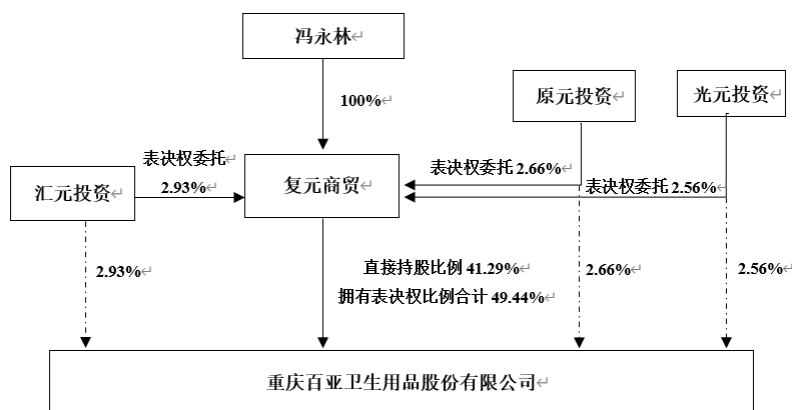 冯永林↵
100%↵
原元投资↵
光元投资↵
表决权委托↵
2.93%↵
汇元投资↵
复元商贸↵
表决权委托 2.66%↵
表决权委托 2.56%↵
2.93%↵
直接持股比例 41.29%↵
拥有表决权比例合计 49.44%↵
2.66%↵
2.56%↵
重庆百亚卫生用品股份有限公司↵